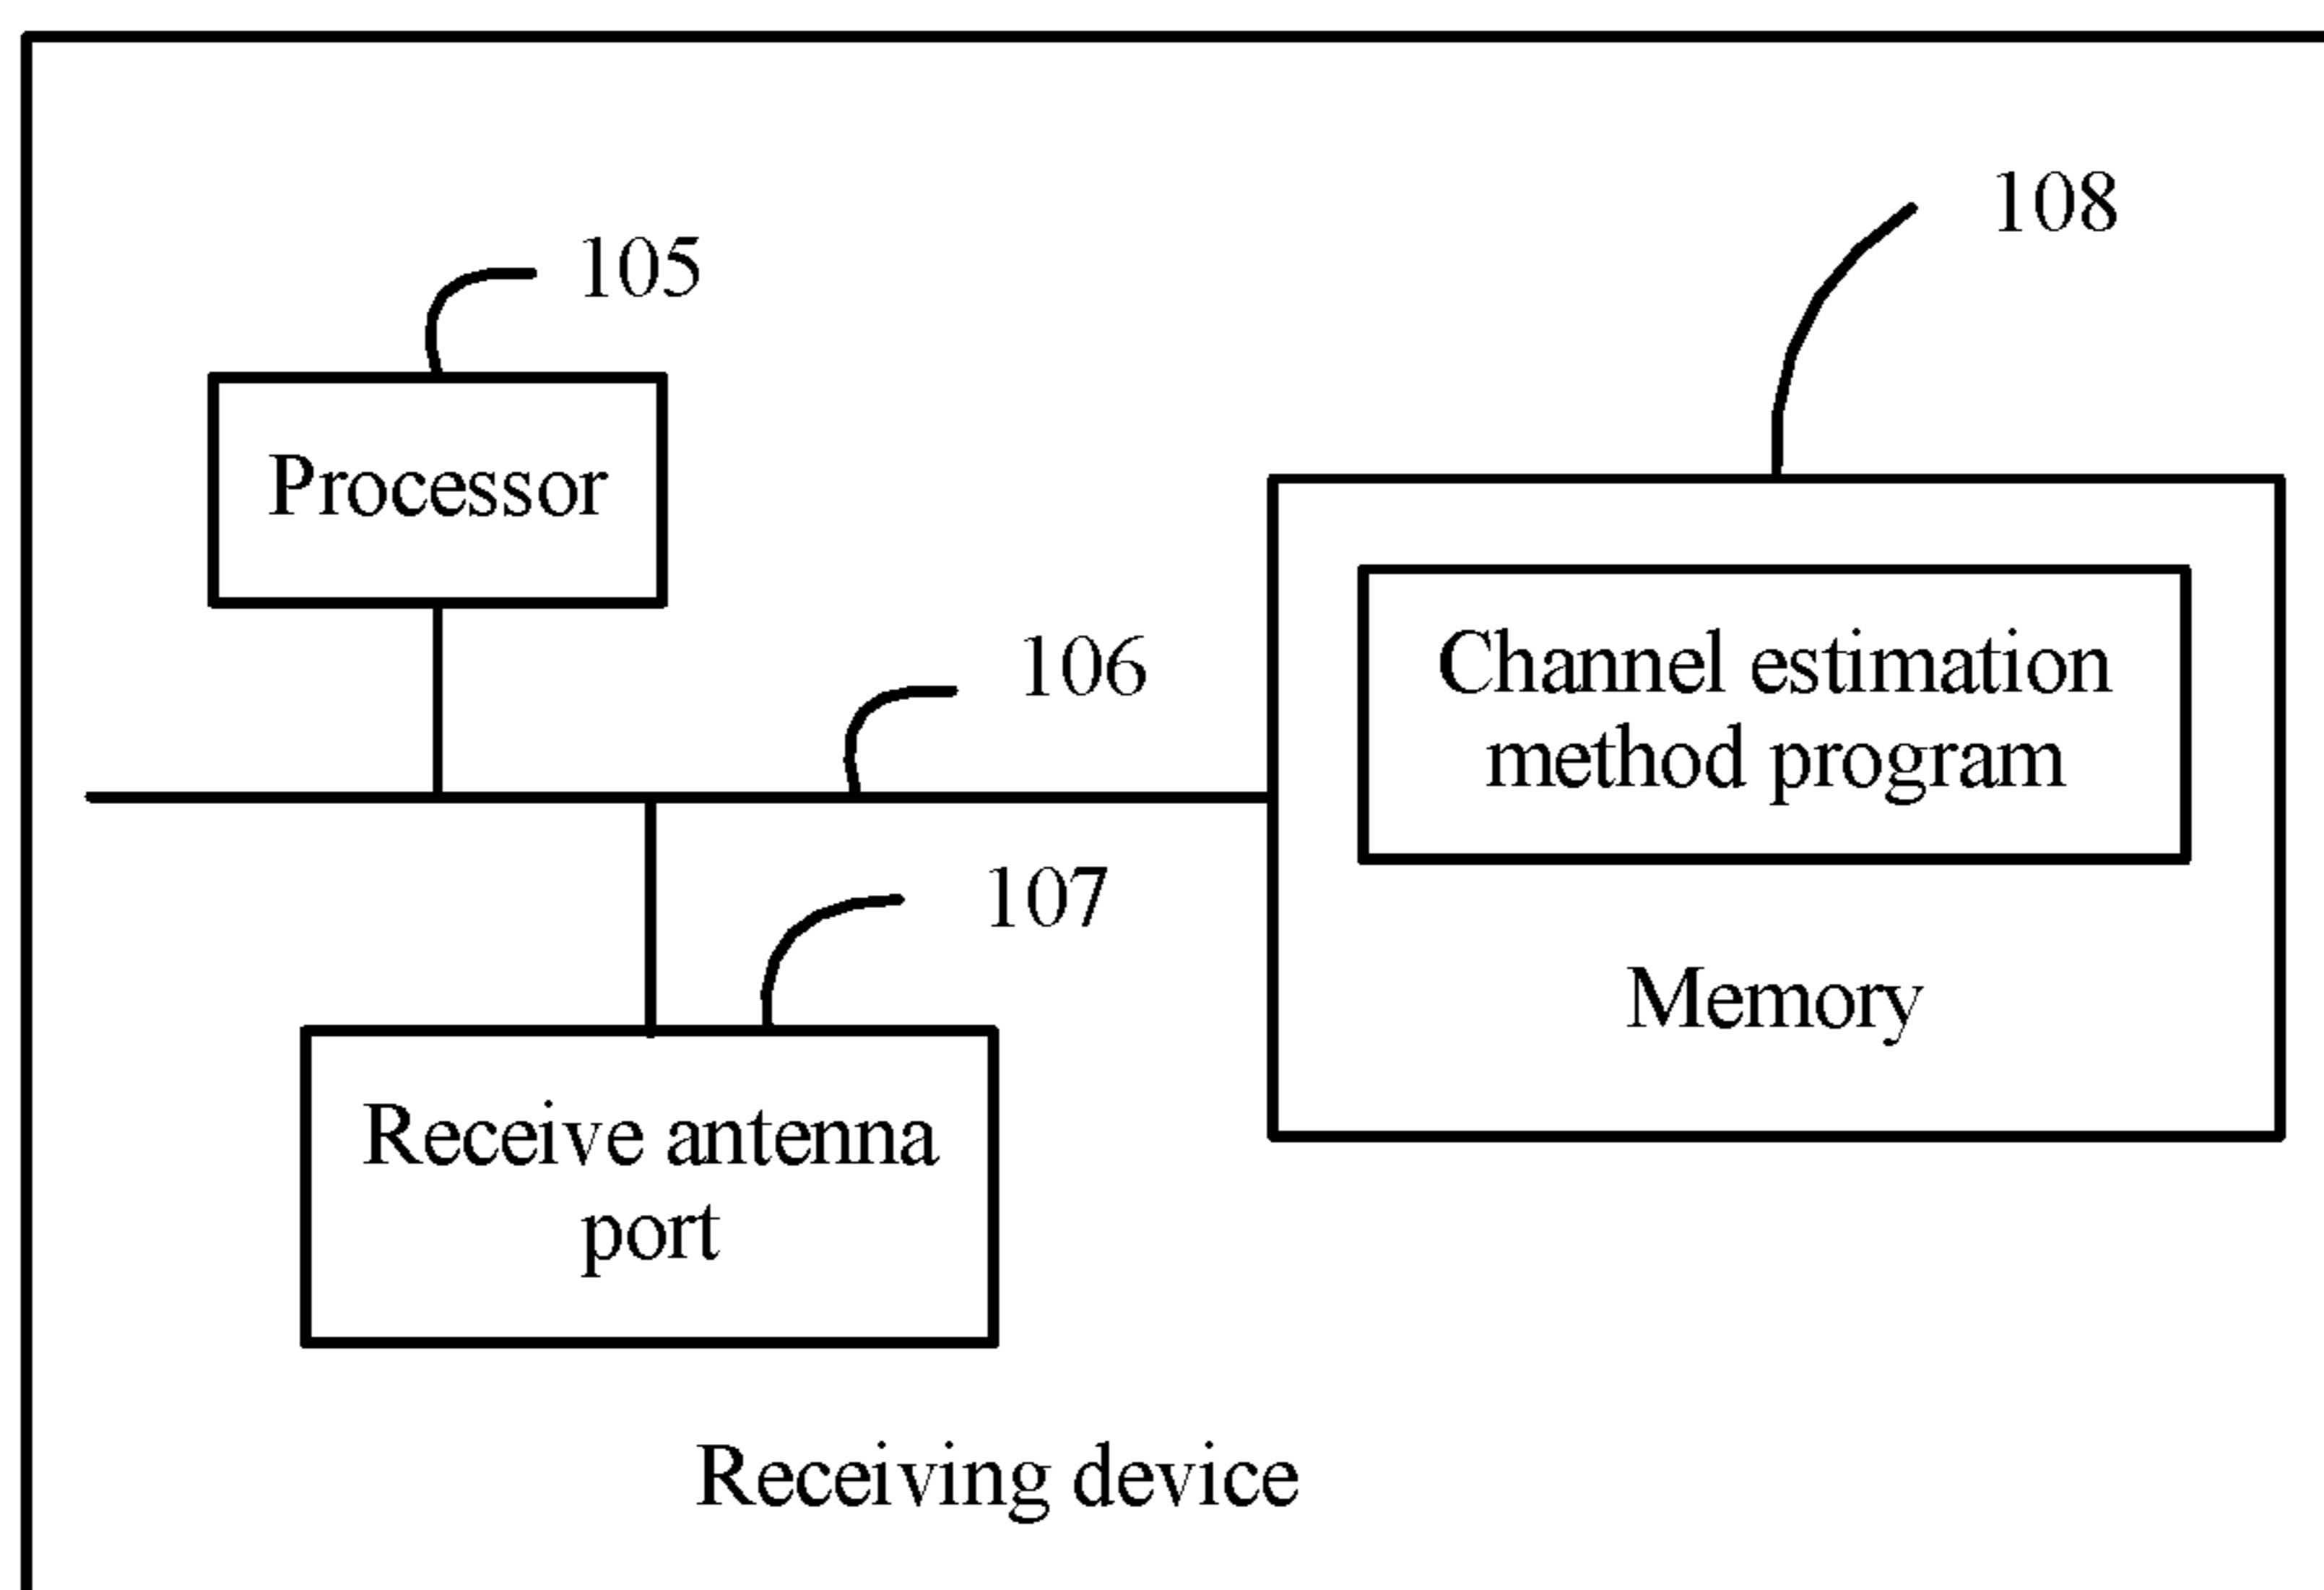 108
105
Processor
106
Channel estimation
method program
107
Memory
Receive antenna
port
Receiving device